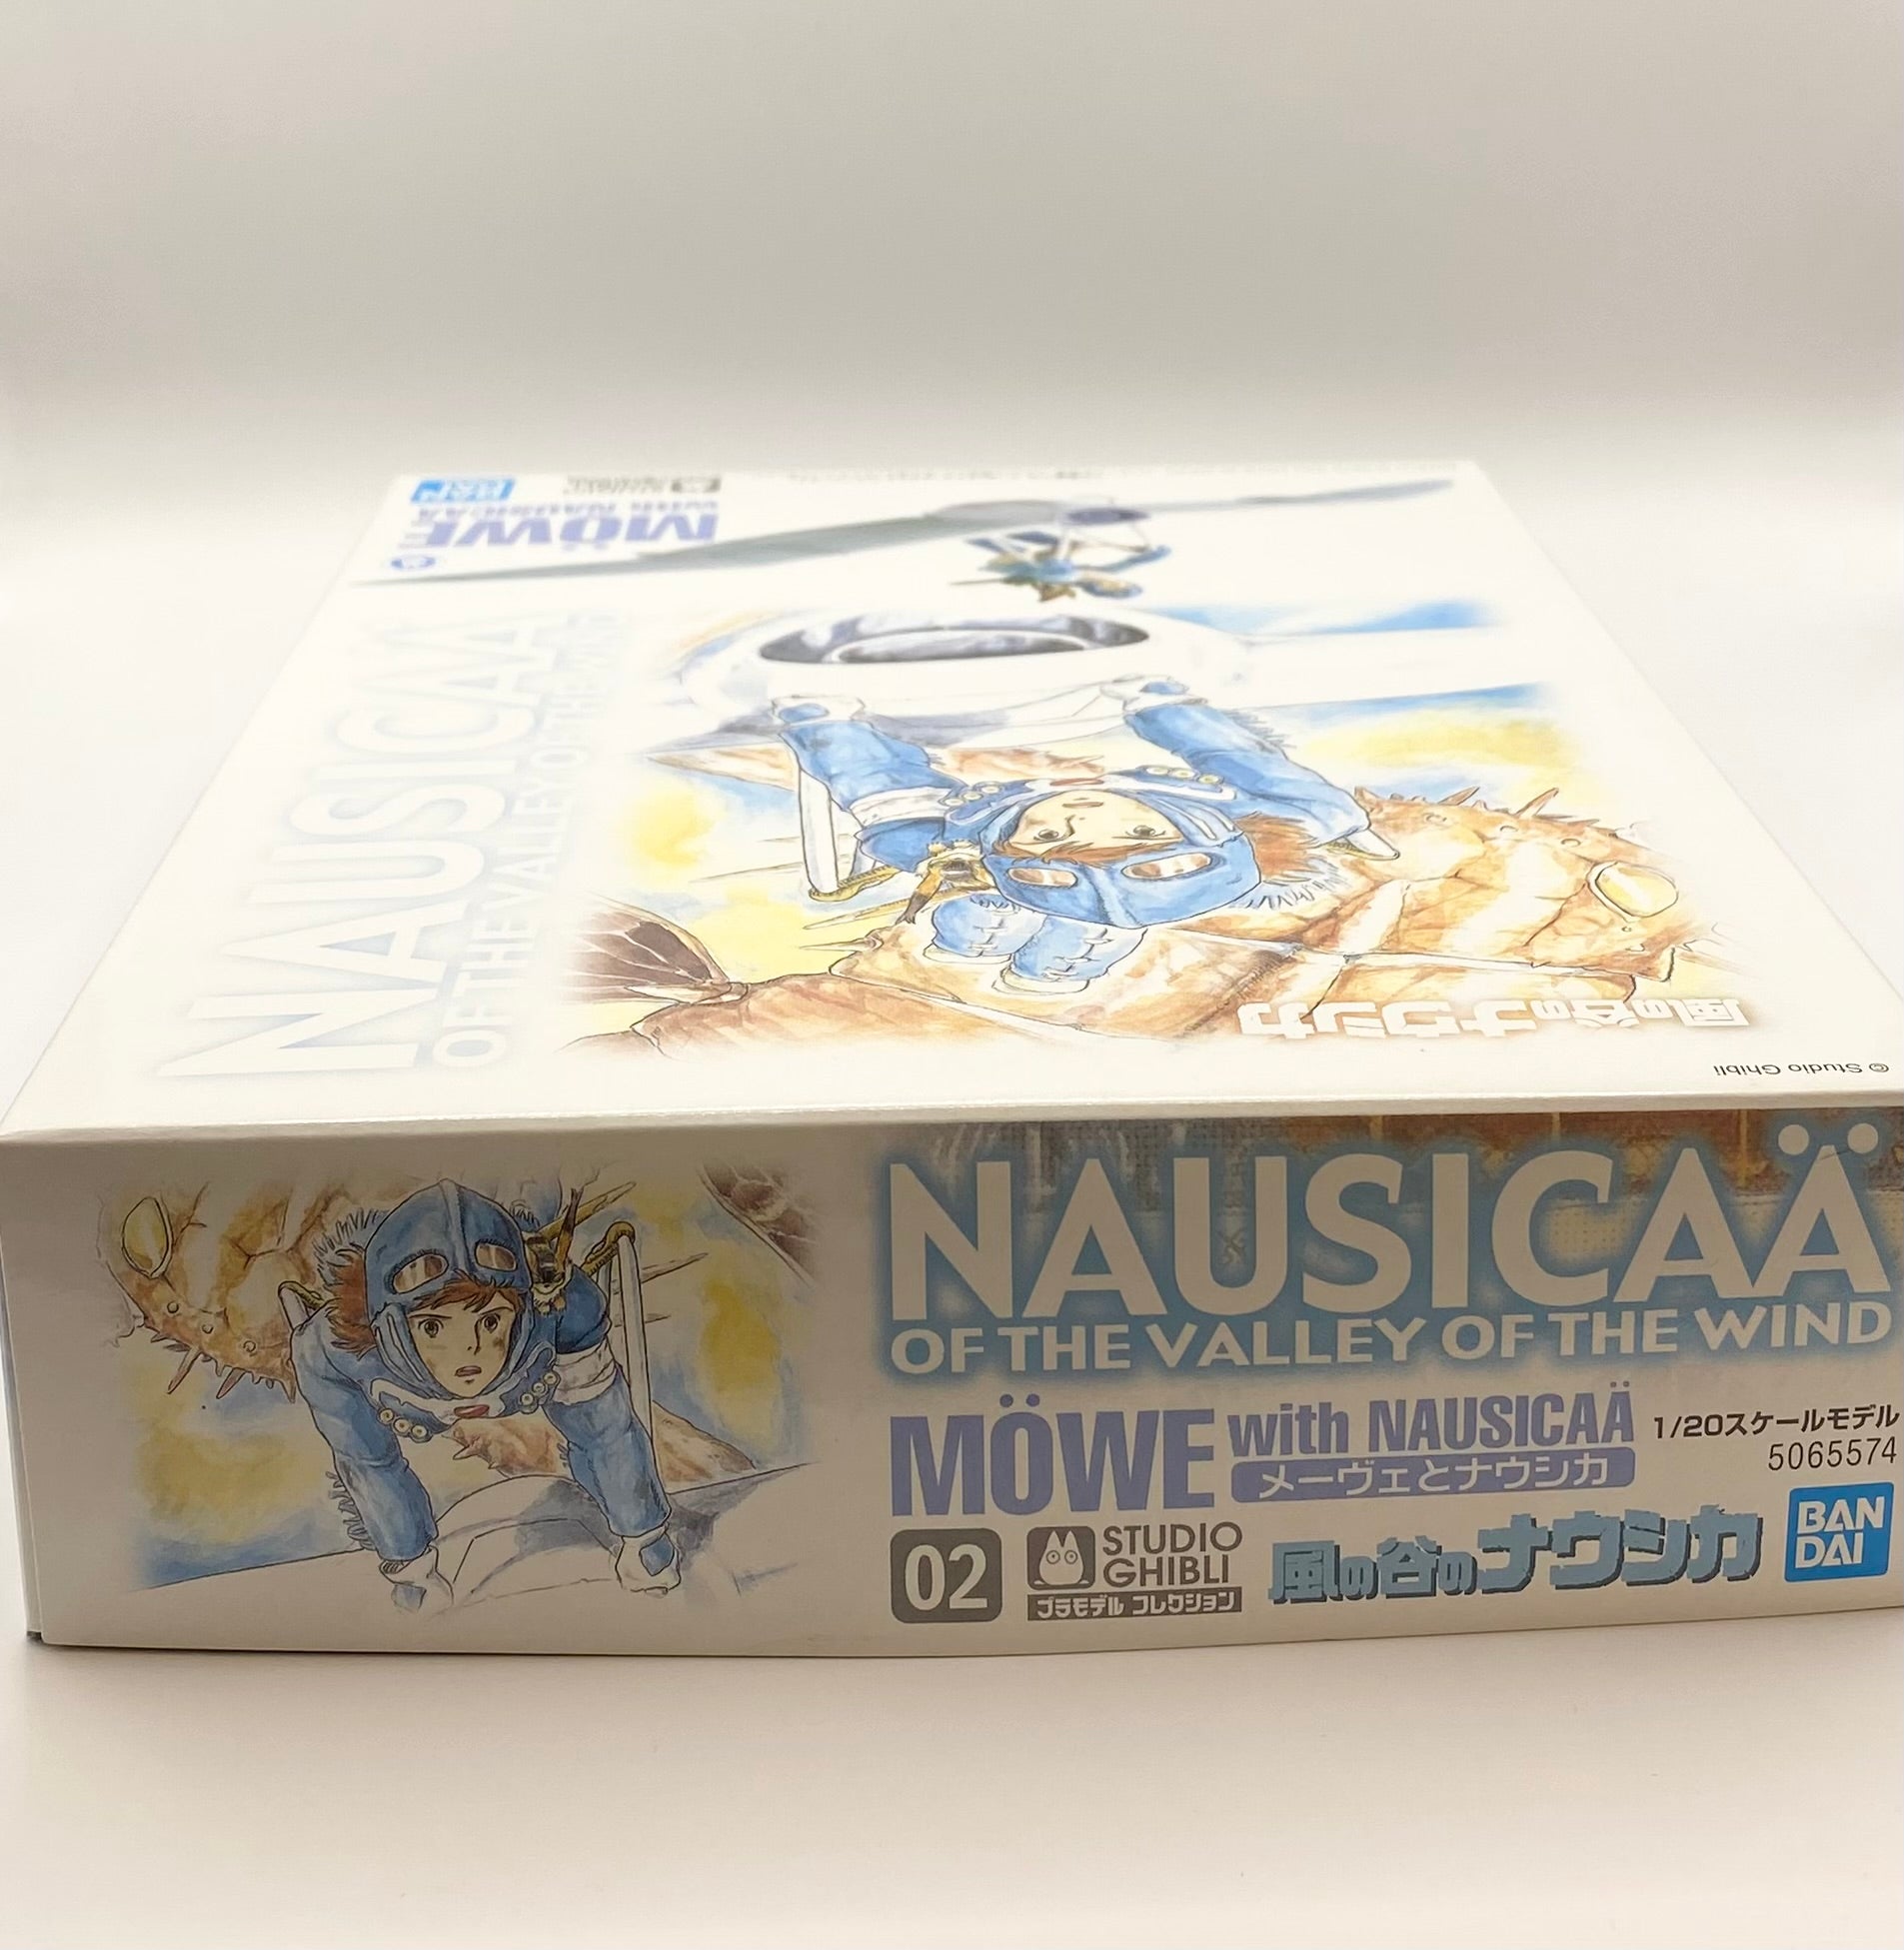 MÖWE
WITH NAUSICAÄ
NAUSICAÄ
OF THE VALLEY OF THE WIND
風の谷のナウシカ
© Studio Ghibli
NAUSICAÄ
OF THE VALLEY OF THE WIND
MÖWE with NAUSICAÄ
メーヴェとナウシカ
1/20スケールモデル
5065574
02
STUDIO
GHIBLI
プラモデル コレクション
風の谷のナウシカ
BAN
DAI